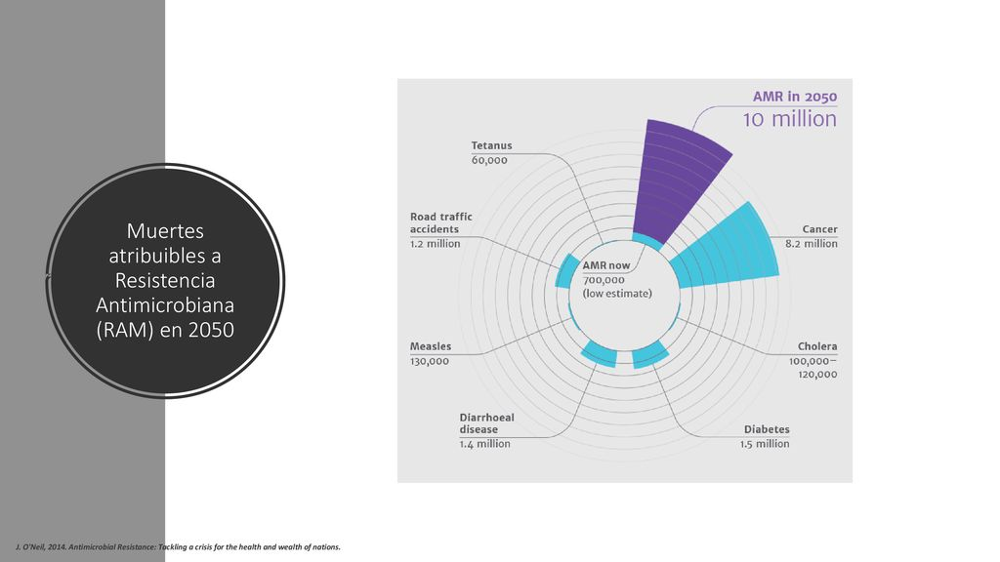 Muertes
atribuibles a
Resistencia
Antimicrobiana
(RAM) en 2050
AMR in 2050
10 million
Tetanus
60,000
Road traffic
accidents
1.2 million
Cancer
8.2 million
AMR now
700,000
(low estimate)
Measles
130,000
Cholera
100,000–
120,000
Diarrhoeal
disease
1.4 million
Diabetes
1.5 million
J. O'Neil, 2014. Antimicrobial Resistance: Tackling a crisis for the health and wealth of nations.